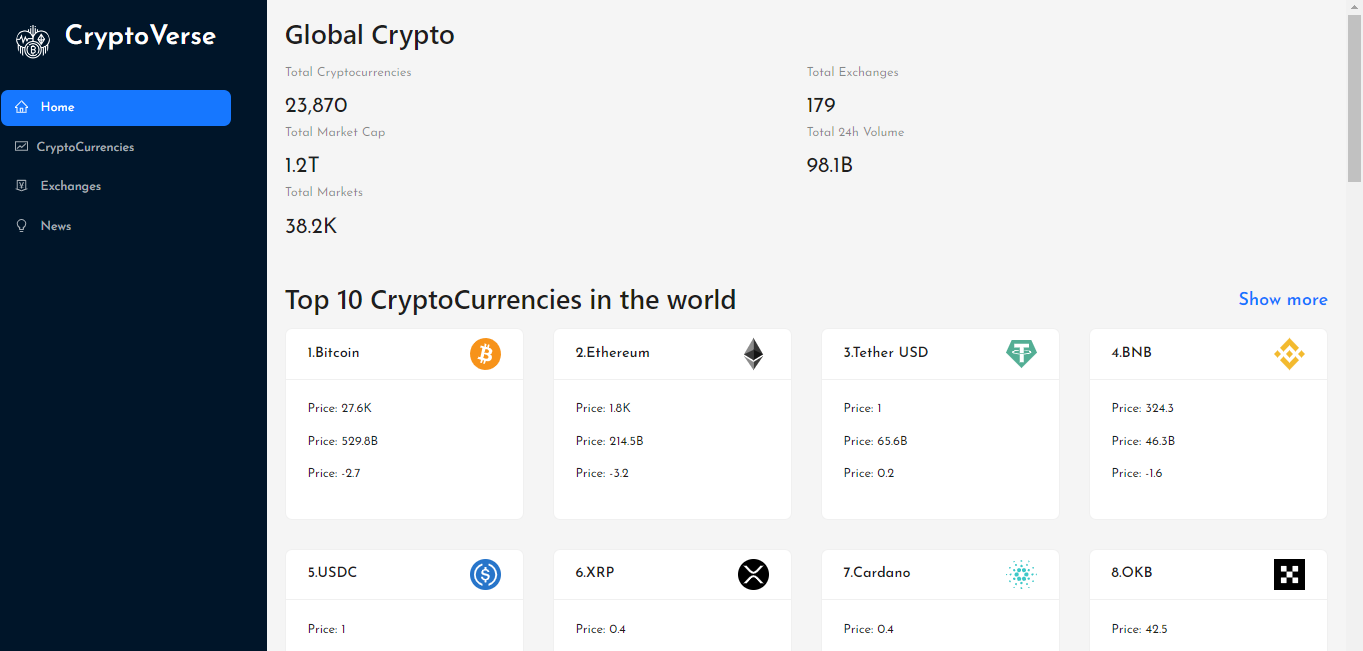 CryptoVerse
Home
CryptoCurrencies
Exchanges
News
Global Crypto
Total Cryptocurrencies
23,870
Total Exchanges
179
Total Market Cap
1.2T
Total 24h Volume
98.1B
Total Markets
38.2K
Top 10 CryptoCurrencies in the world
Show more
1.Bitcoin
Price: 27.6K
Price: 529.8B
Price: -2.7
2.Ethereum
Price: 1.8K
Price: 214.5B
Price: -3.2
3.Tether USD
Price: 1
Price: 65.6B
Price: 0.2
4.BNB
Price: 324.3
Price: 46.3B
Price: -1.6
5.USDC
Price: 1
6.XRP
Price: 0.4
7.Cardano
Price: 0.4
8.OKB
Price: 42.5